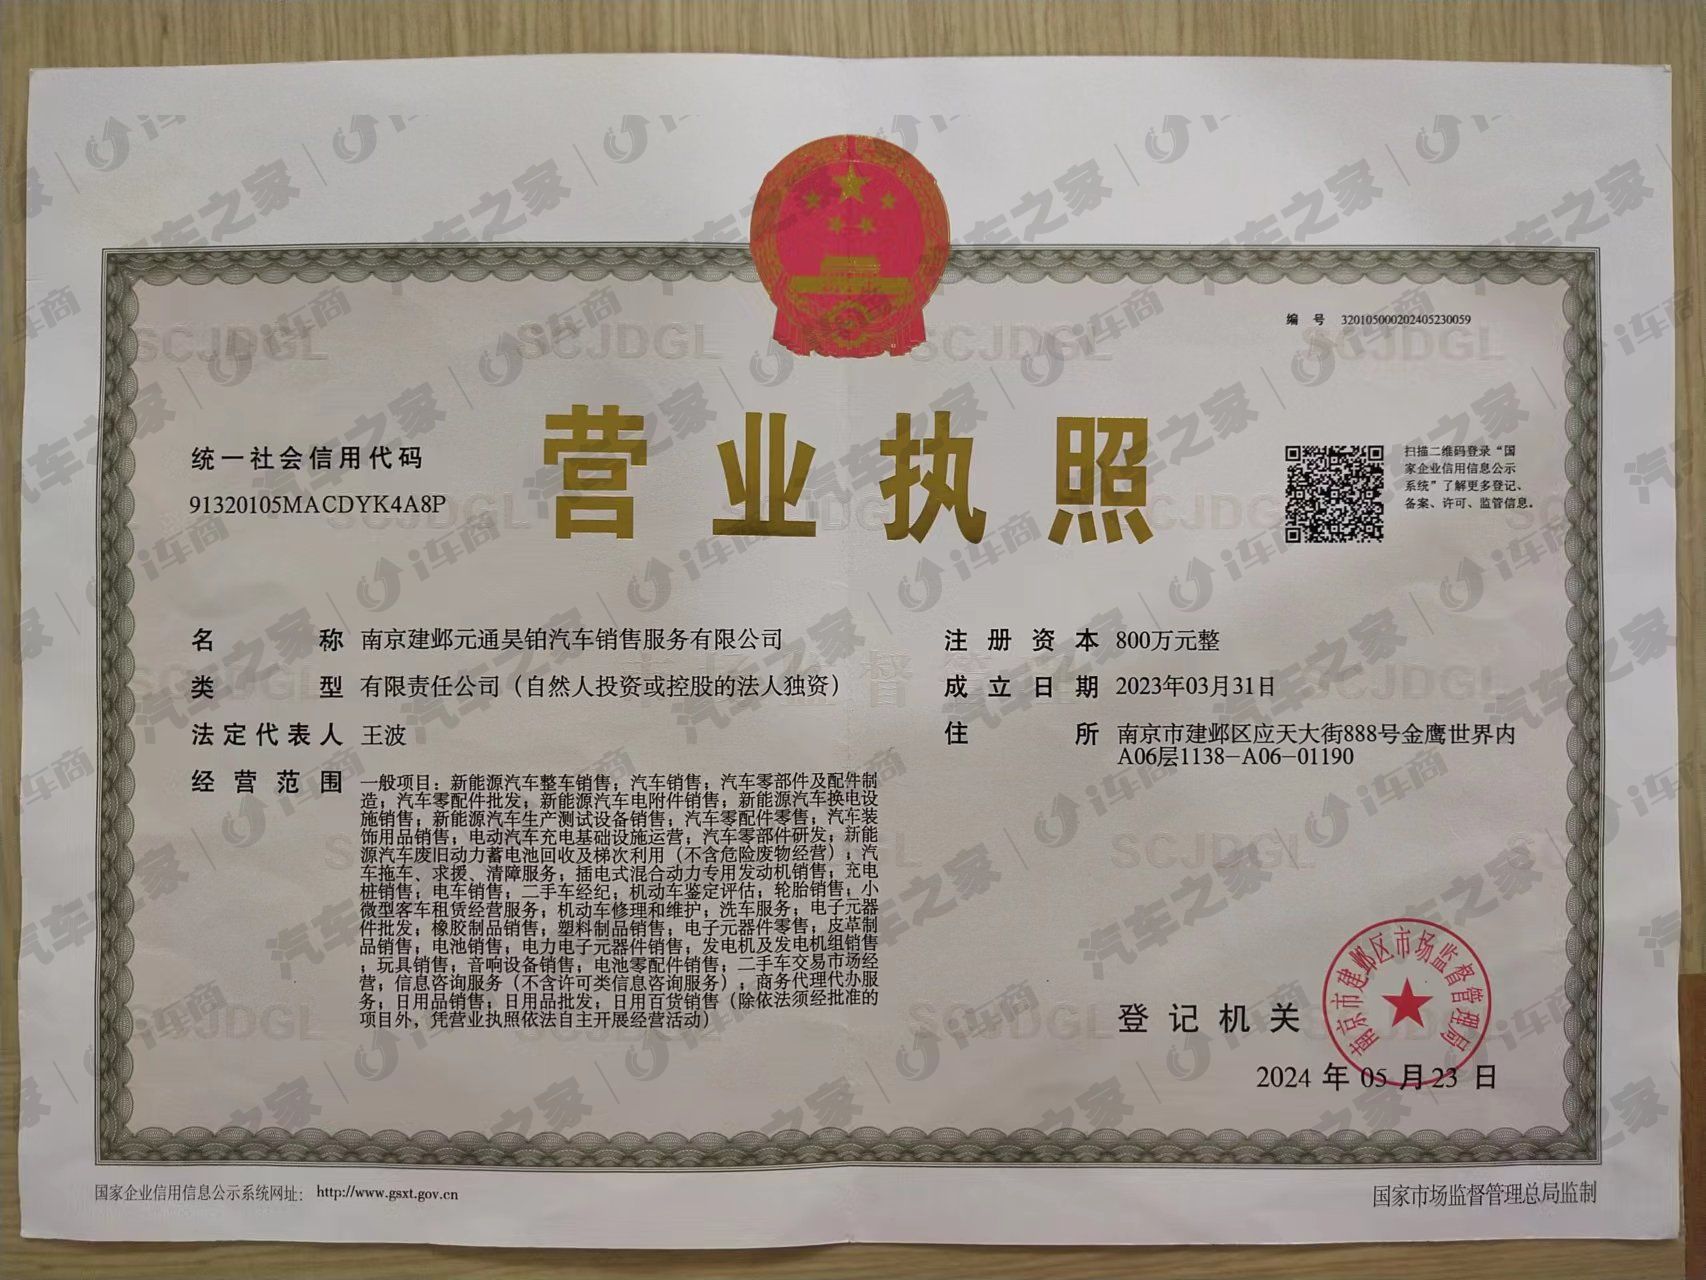 编 号 320105000202405230059
营业执照
统一社会信用代码
91320105MACDYK4A8P
扫描二维码登录“国
家企业信用信息公示
系统”了解更多登记、
备案、许可、监管信息。
名 称 南京建邺元通昊铂汽车销售服务有限公司
类 型 有限责任公司（自然人投资或控股的法人独资）
法定代表人 王波
经营范围 一般项目：新能源汽车整车销售；汽车销售；汽车零部件及配件制
造；汽车零配件批发；新能源汽车电附件销售；新能源汽车换电设
施销售；新能源汽车生产测试设备销售；汽车零配件零售；汽车装
饰用品销售；电动汽车充电基础设施运营；汽车零部件研发；新能
源汽车废旧动力蓄电池回收及梯次利用（不含危险废物经营）；汽
车拖车、求援、清障服务；插电式混合动力专用发动机销售；充电
桩销售；电车销售；二手车经纪；机动车鉴定评估；轮胎销售；小
微型客车租赁经营服务；机动车修理和维护；洗车服务；电子元器
件批发；橡胶制品销售；塑料制品销售；电子元器件零售；皮革制
品销售；电池销售；电力电子元器件销售；发电机及发电机组销售
；玩具销售；音响设备销售；电池零配件销售；二手车交易市场经
营；信息咨询服务（不含许可类信息咨询服务）；商务代理代办服
务；日用品销售；日用品批发；日用百货销售（除依法须经批准的
项目外，凭营业执照依法自主开展经营活动）
注册资本 800万元整
成立日期 2023年03月31日
住 所 南京市建邺区应天大街888号金鹰世界内
A06层1138-A06-01190
登记机关
南京市建邺区市场监督管理局
2024 年 05 月 23 日
国家企业信用信息公示系统网址： http://www.gsxt.gov.cn
国家市场监督管理总局监制
汽车之家 | i车商
SCJDGL